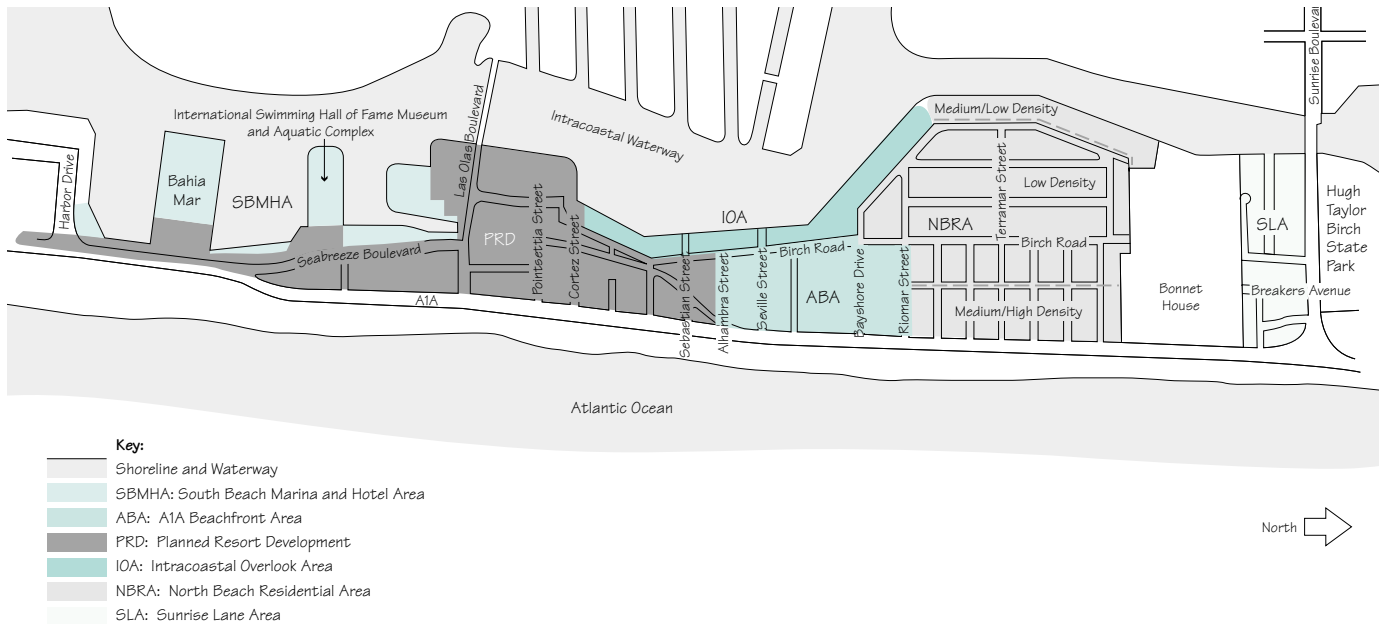 Sunrise Boulevard
Medium/Low Density
International Swimming Hall of Fame Museum
and Aquatic Complex
Las Olas Boulevard
Intracoastal Waterway
Harbor Drive
Bahia
Mar
SBMHA
Terramar Street
Low Density
Hugh
Taylor
Birch
State
Park
IOA
NBRA
SLA
PRD
Pointsettia Street
Cortez Street
Seabreeze Boulevard
Birch Road
Birch Road
Sebastian Street
Alhambra Street
Seville Street
ABA
Bayshore Drive
Riomar Street
Bonnet
House
Breakers Avenue
A1A
Medium/High Density
Atlantic Ocean
Key:
Shoreline and Waterway
SBMHA: South Beach Marina and Hotel Area
ABA: A1A Beachfront Area
PRD: Planned Resort Development
IOA: Intracoastal Overlook Area
NBRA: North Beach Residential Area
SLA: Sunrise Lane Area
North